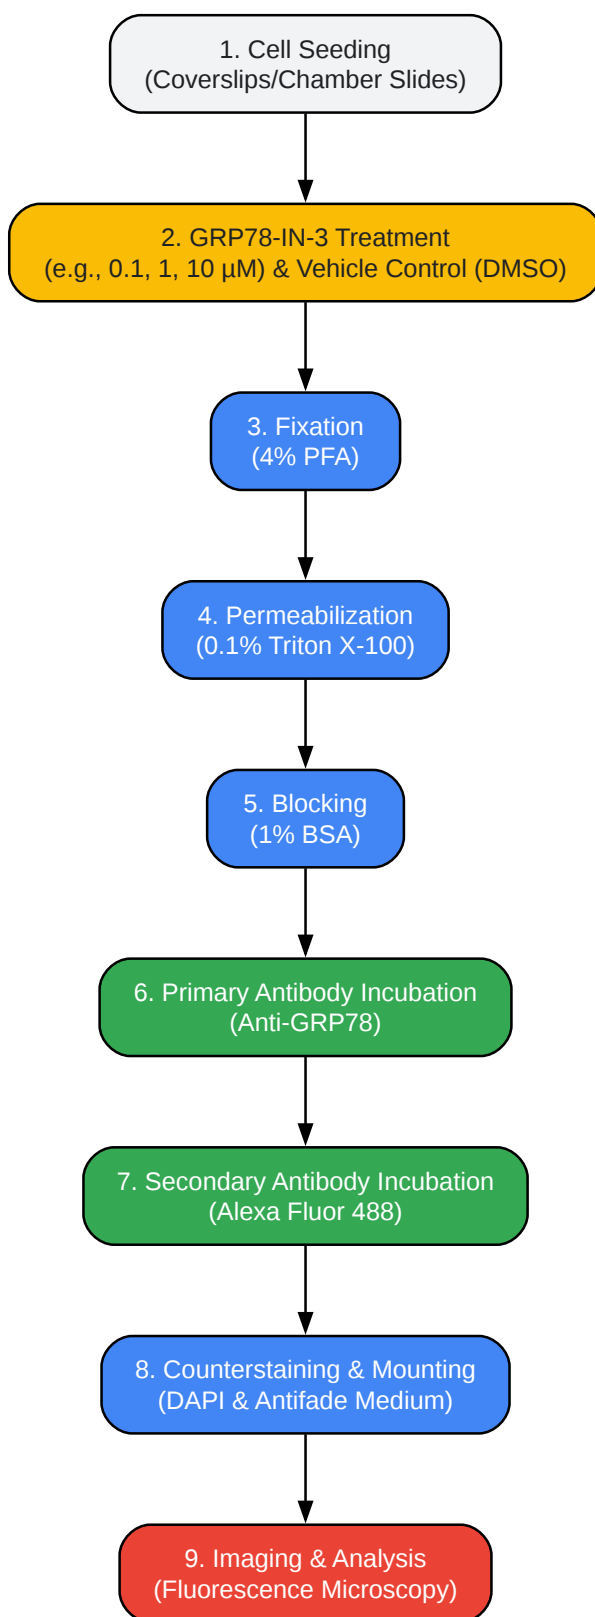 1. Cell Seeding
(Coverslips/Chamber Slides)
2. GRP78-IN-3 Treatment
(e.g., 0.1, 1, 10 µM) & Vehicle Control (DMSO)
3. Fixation
(4% PFA)
4. Permeabilization
(0.1% Triton X-100)
5. Blocking
(1% BSA)
6. Primary Antibody Incubation
(Anti-GRP78)
7. Secondary Antibody Incubation
(Alexa Fluor 488)
8. Counterstaining & Mounting
(DAPI & Antifade Medium)
9. Imaging & Analysis
(Fluorescence Microscopy)